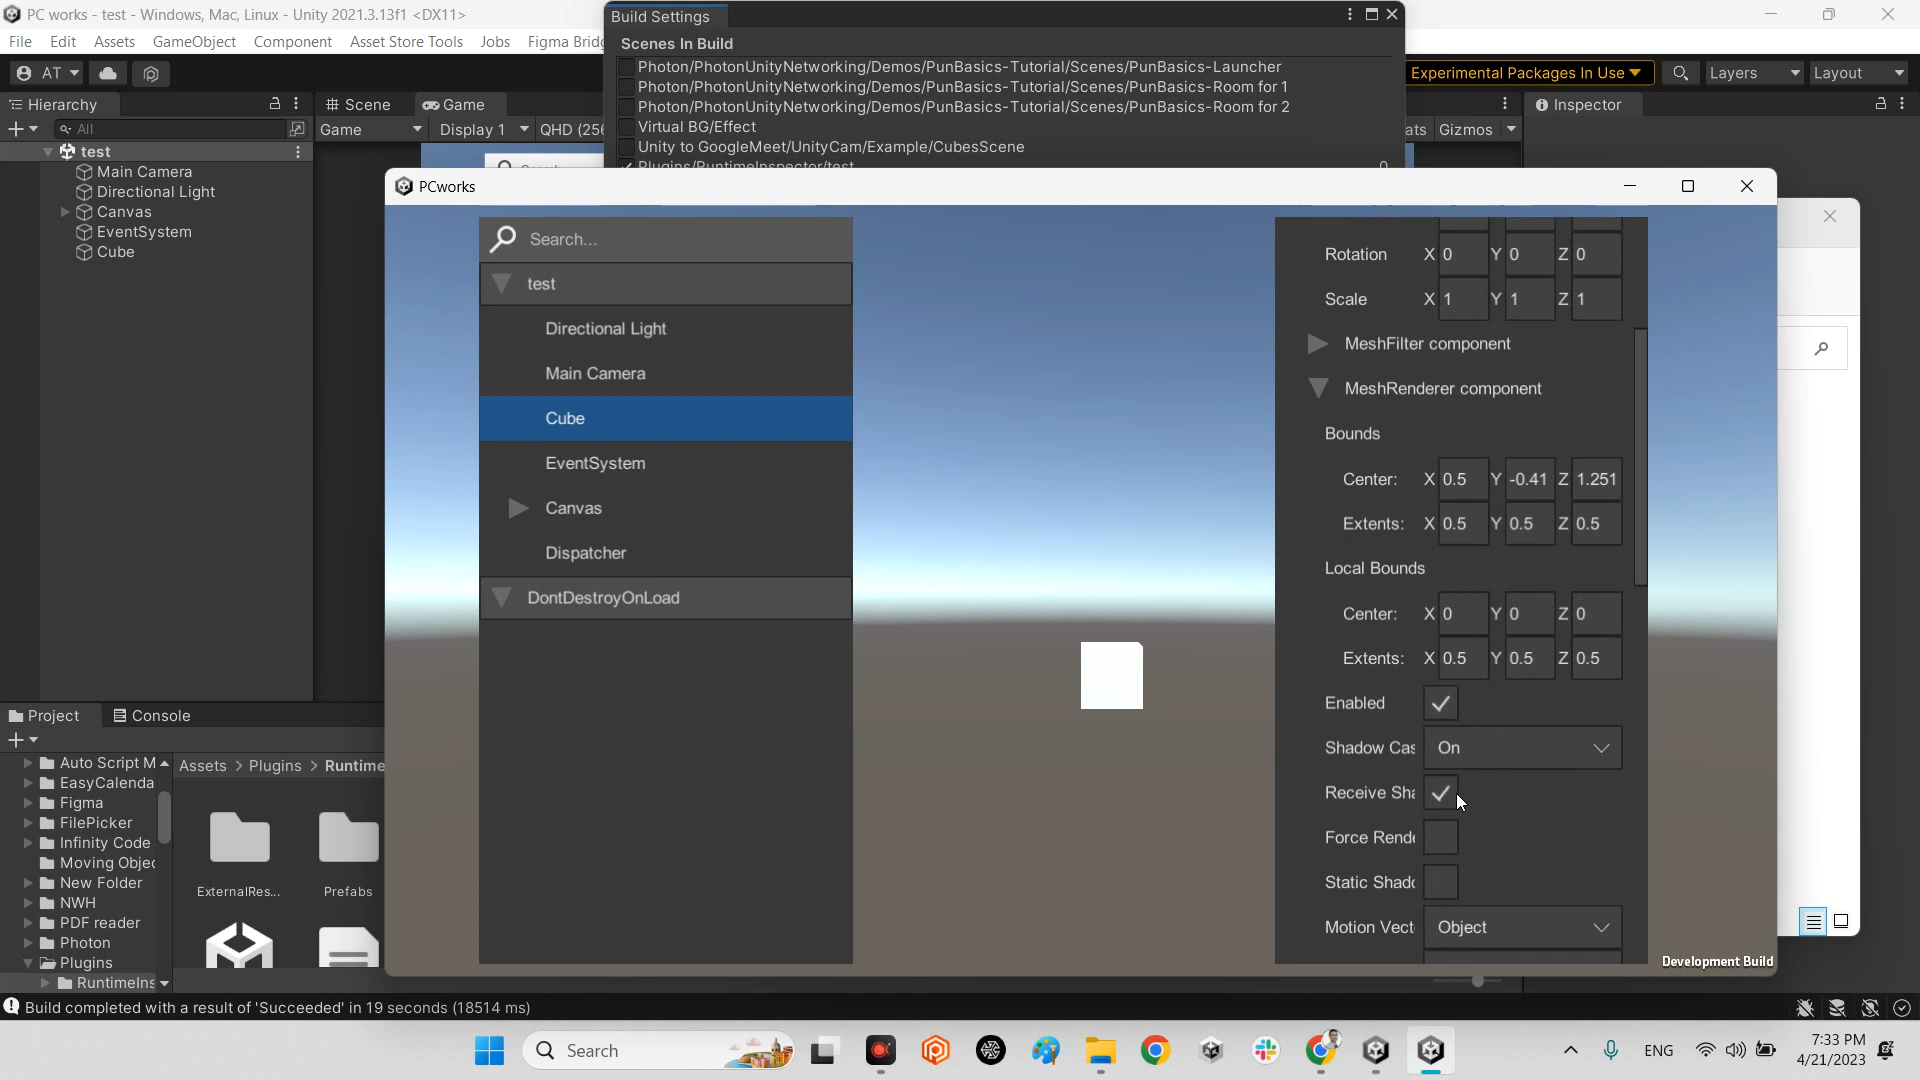 PC works - test - Windows, Mac, Linux - Unity 2021.3.13f1 <DX11>
File Edit Assets GameObject Component Asset Store Tools Jobs Figma Bridg
AT
Experimental Packages In Use
Layers
Layout
Build Settings
Scenes In Build
Photon/PhotonUnityNetworking/Demos/PunBasics-Tutorial/Scenes/PunBasics-Launcher
Photon/PhotonUnityNetworking/Demos/PunBasics-Tutorial/Scenes/PunBasics-Room for 1
Photon/PhotonUnityNetworking/Demos/PunBasics-Tutorial/Scenes/PunBasics-Room for 2
Virtual BG/Effect
Unity to GoogleMeet/UnityCam/Example/CubesScene
Plugins/RuntimeInspector/test 0
Hierarchy
All
test
Main Camera
Directional Light
Canvas
EventSystem
Cube
Scene Game
Game Display 1 QHD (256
ats Gizmos
Inspector
PCworks
Search...
test
Directional Light
Main Camera
Cube
EventSystem
Canvas
Dispatcher
DontDestroyOnLoad
Rotation X 0 Y 0 Z 0
Scale X 1 Y 1 Z 1
MeshFilter component
MeshRenderer component
Bounds
Center: X 0.5 Y -0.41 Z 1.251
Extents: X 0.5 Y 0.5 Z 0.5
Local Bounds
Center: X 0 Y 0 Z 0
Extents: X 0.5 Y 0.5 Z 0.5
Enabled
Shadow Cas On
Receive Sha
Force Rende
Static Shado
Motion Vect Object
Development Build
Project Console
Auto Script M
EasyCalenda
Figma
FilePicker
Infinity Code
Moving Objec
New Folder
NWH
PDF reader
Photon
Plugins
RuntimeIns
Assets > Plugins > Runtime
ExternalRes...
Prefabs
Build completed with a result of 'Succeeded' in 19 seconds (18514 ms)
Search
ENG
7:33 PM
4/21/2023